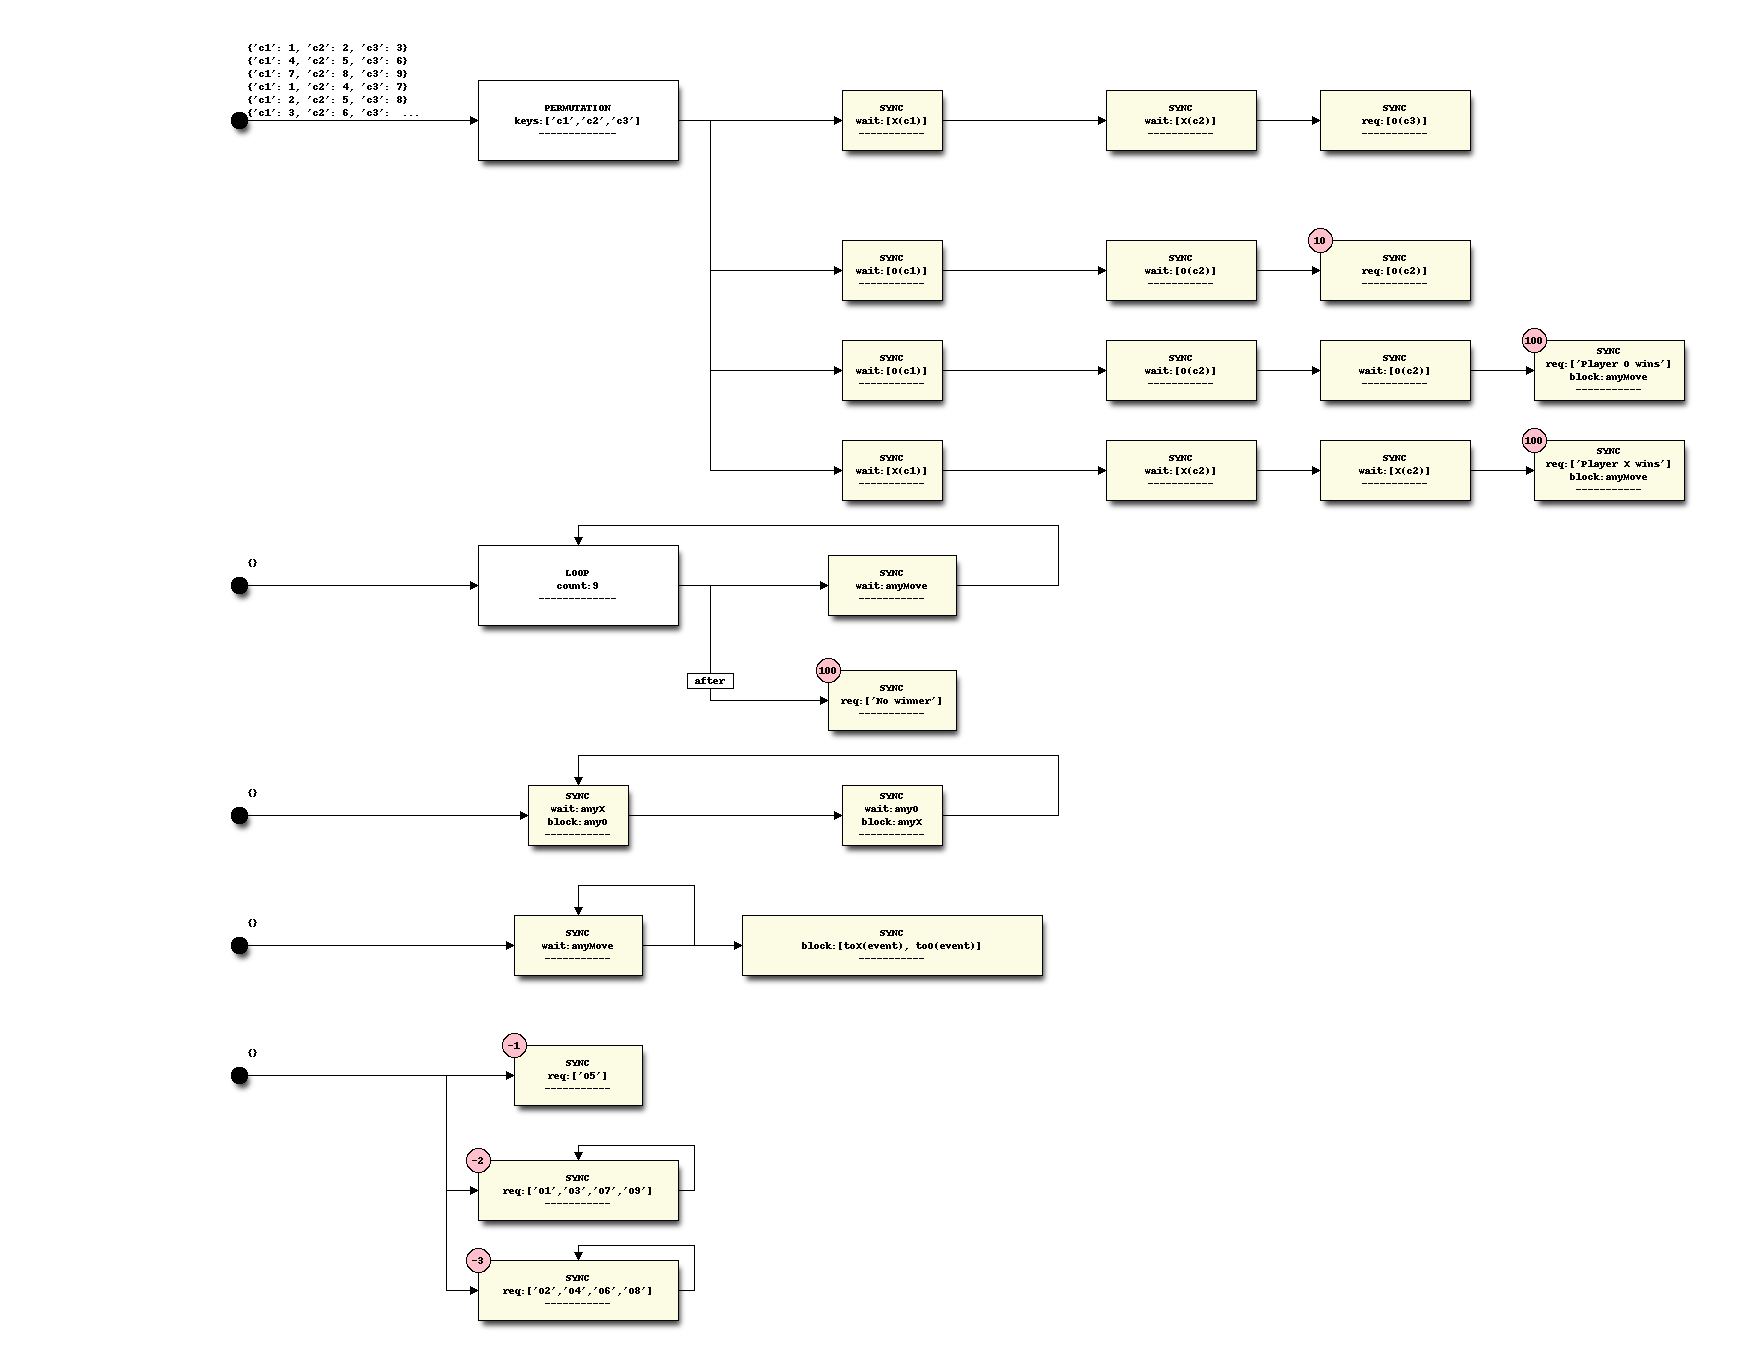 {'c1': 1, 'c2': 2, 'c3': 3}
{'c1': 4, 'c2': 5, 'c3': 6}
{'c1': 7, 'c2': 8, 'c3': 9}
{'c1': 1, 'c2': 4, 'c3': 7}
{'c1': 2, 'c2': 5, 'c3': 8}
{'c1': 3, 'c2': 6, 'c3':  ...
PERMUTATION
keys:['c1','c2','c3']
-------------
SYNC
wait:[X(c1)]
-----------
SYNC
wait:[X(c2)]
-----------
SYNC
req:[O(c3)]
-----------
SYNC
wait:[O(c1)]
-----------
SYNC
wait:[O(c2)]
-----------
10
SYNC
req:[O(c2)]
-----------
SYNC
wait:[O(c1)]
-----------
SYNC
wait:[O(c2)]
-----------
SYNC
wait:[O(c2)]
-----------
100
SYNC
req:['Player O wins']
block:anyMove
-----------
SYNC
wait:[X(c1)]
-----------
SYNC
wait:[X(c2)]
-----------
SYNC
wait:[X(c2)]
-----------
100
SYNC
req:['Player X wins']
block:anyMove
-----------
{}
LOOP
count:9
-------------
SYNC
wait:anyMove
-----------
after
100
SYNC
req:['No winner']
-----------
{}
SYNC
wait:anyX
block:anyO
-----------
SYNC
wait:anyO
block:anyX
-----------
{}
SYNC
wait:anyMove
-----------
SYNC
block:[toX(event), toO(event)]
-----------
{}
-1
SYNC
req:['O5']
-----------
-2
SYNC
req:['O1','O3','O7','O9']
-----------
-3
SYNC
req:['O2','O4','O6','O8']
-----------